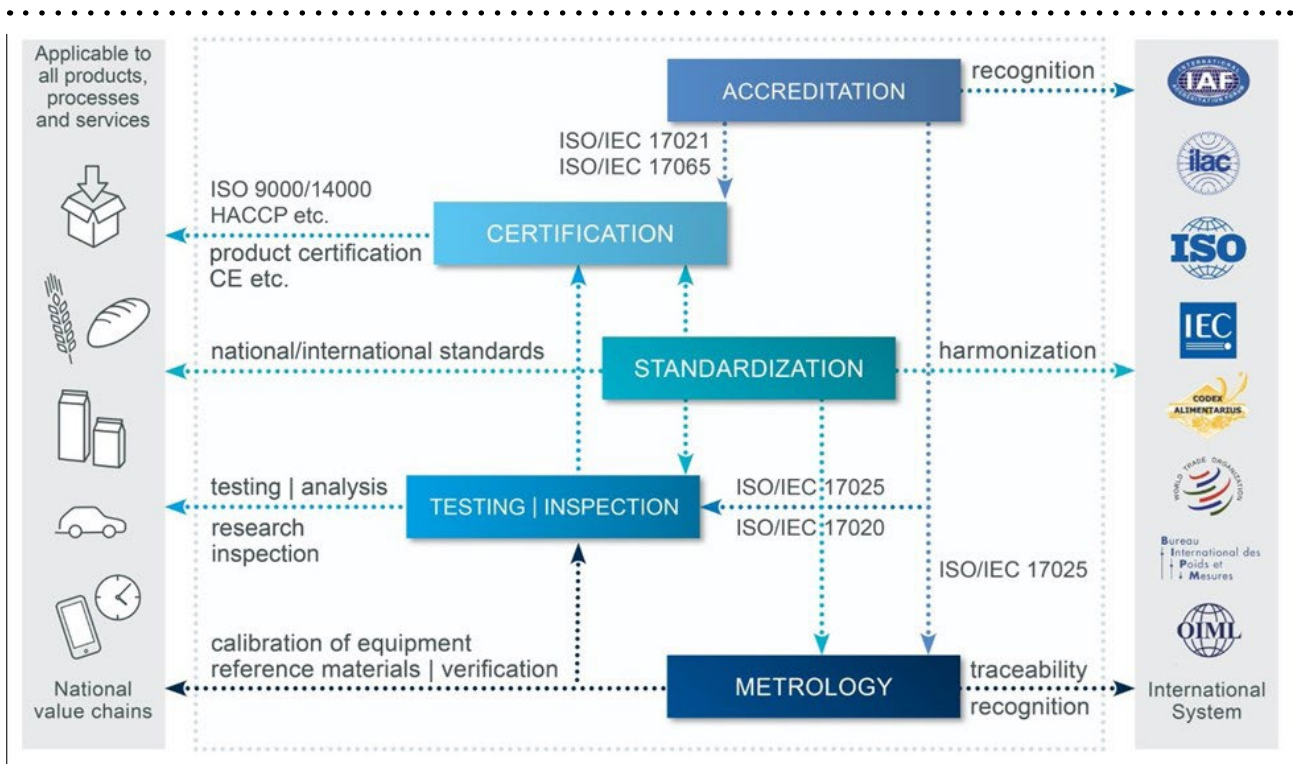 Applicable to
all products,
processes
and services
National
value chains
ACCREDITATION
recognition
ISO/IEC 17021
ISO/IEC 17065
ISO 9000/14000
HACCP etc.
CERTIFICATION
product certification
CE etc.
national/international standards
STANDARDIZATION
harmonization
testing | analysis
research
inspection
TESTING | INSPECTION
ISO/IEC 17025
ISO/IEC 17020
ISO/IEC 17025
calibration of equipment
reference materials | verification
METROLOGY
traceability
recognition
INTERNATIONAL
IAF
ACCREDITATION FORUM
ilac
ISO
IEC
CODEX
ALIMENTARIUS
WORLD TRADE ORGANIZATION
Bureau
International des
Poids et
Mesures
OIML
International
System